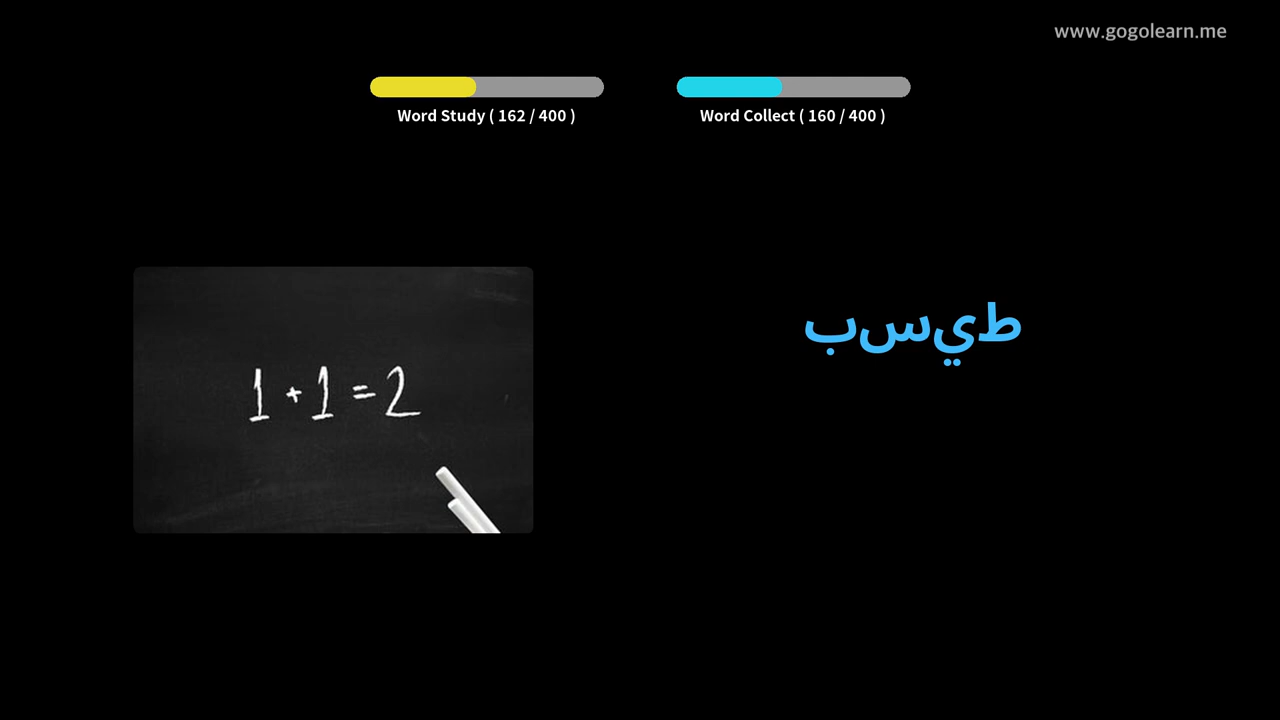 www.gogolearn.me
Word Study ( 162 / 400 )
Word Collect ( 160 / 400 )
1 + 1 = 2
بسيط